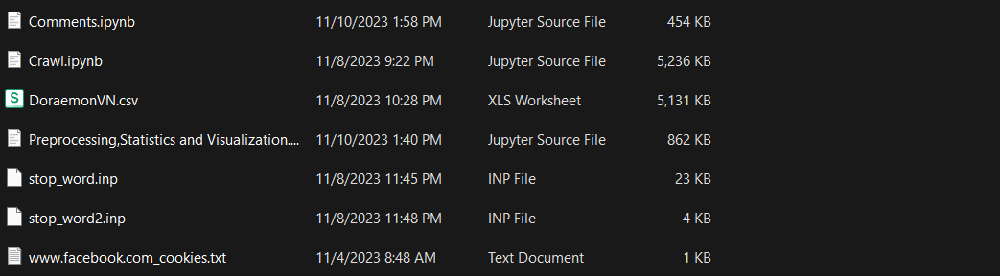 Comments.ipynb 11/10/2023 1:58 PM Jupyter Source File 454 KB
Crawl.ipynb 11/8/2023 9:22 PM Jupyter Source File 5,236 KB
S DoraemonVN.csv 11/8/2023 10:28 PM XLS Worksheet 5,131 KB
Preprocessing,Statistics and Visualization.... 11/10/2023 1:40 PM Jupyter Source File 862 KB
stop_word.inp 11/8/2023 11:45 PM INP File 23 KB
stop_word2.inp 11/8/2023 11:48 PM INP File 4 KB
www.facebook.com_cookies.txt 11/4/2023 8:48 AM Text Document 1 KB